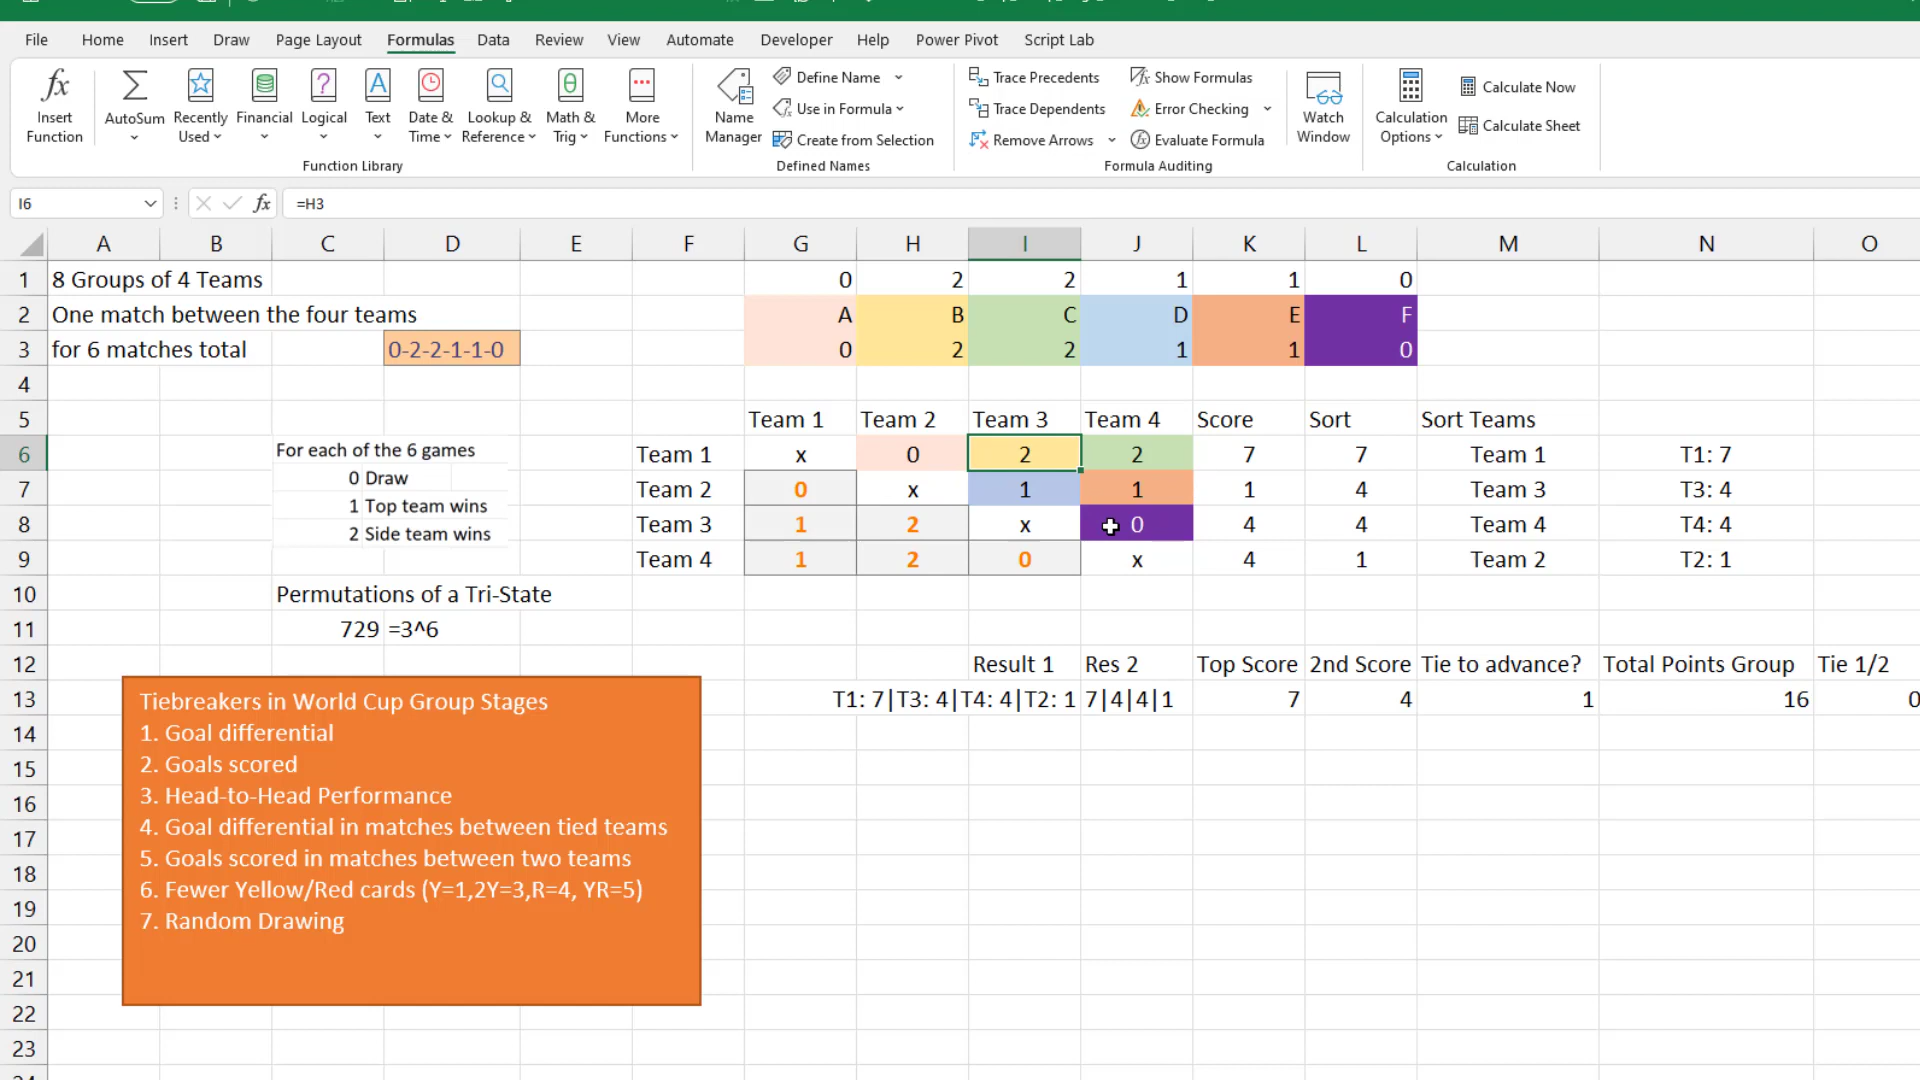 File Home Insert Draw Page Layout Formulas Data Review View Automate Developer Help Power Pivot Script Lab
Insert Function
AutoSum
Recently Used
Financial
Logical
Text
Date & Time
Lookup & Reference
Math & Trig
More Functions
Function Library
Name Manager
Define Name
Use in Formula
Create from Selection
Defined Names
Trace Precedents
Trace Dependents
Remove Arrows
Show Formulas
Error Checking
Evaluate Formula
Formula Auditing
Watch Window
Calculation Options
Calculate Now
Calculate Sheet
Calculation
I6 fx =H3
A B C D E F G H I J K L M N O
1 8 Groups of 4 Teams 0 2 2 1 1 0
2 One match between the four teams A B C D E F
3 for 6 matches total 0-2-2-1-1-0 0 2 2 1 1 0
4
5 Team 1 Team 2 Team 3 Team 4 Score Sort Sort Teams
6 Team 1 x 0 2 2 7 7 Team 1 T1: 7
7 Team 2 0 x 1 1 1 4 Team 3 T3: 4
8 Team 3 1 2 x 0 4 4 Team 4 T4: 4
9 Team 4 1 2 0 x 4 1 Team 2 T2: 1
For each of the 6 games
0 Draw
1 Top team wins
2 Side team wins
10 Permutations of a Tri-State
11 729 =3^6
12 Result 1 Res 2 Top Score 2nd Score Tie to advance? Total Points Group Tie 1/2
13 T1: 7|T3: 4|T4: 4|T2: 1 7|4|4|1 7 4 1 16 0
14
15
16
17
18
19
20
21
22
23
Tiebreakers in World Cup Group Stages
1. Goal differential
2. Goals scored
3. Head-to-Head Performance
4. Goal differential in matches between tied teams
5. Goals scored in matches between two teams
6. Fewer Yellow/Red cards (Y=1,2Y=3,R=4, YR=5)
7. Random Drawing